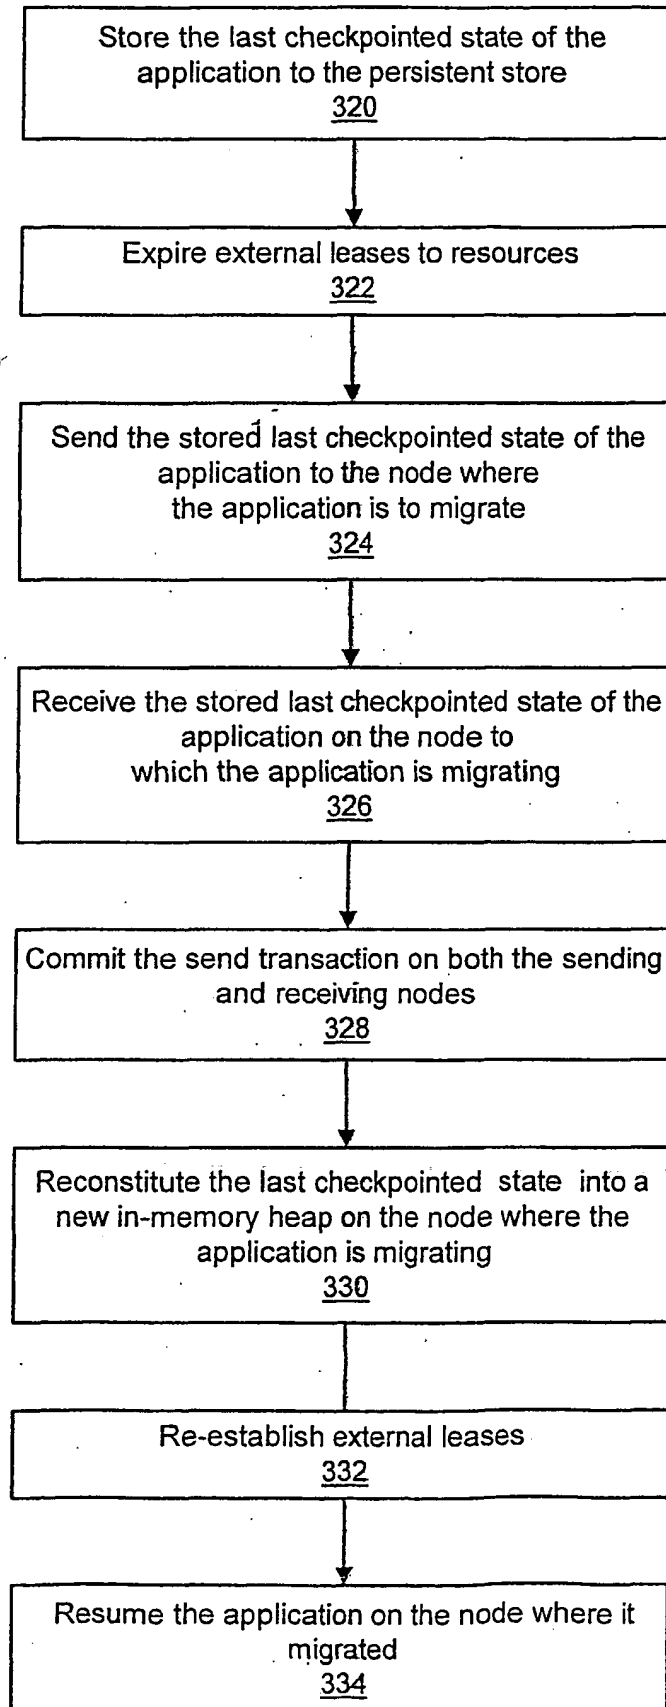 Store the last checkpointed state of the
application to the persistent store
320
Expire external leases to resources
322
Send the stored last checkpointed state of the
application to the node where
the application is to migrate
324
Receive the stored last checkpointed state of the
application on the node to
which the application is migrating
326
Commit the send transaction on both the sending
and receiving nodes
328
Reconstitute the last checkpointed state into a
new in-memory heap on the node where the
application is migrating
330
Re-establish external leases
332
Resume the application on the node where it
migrated
334